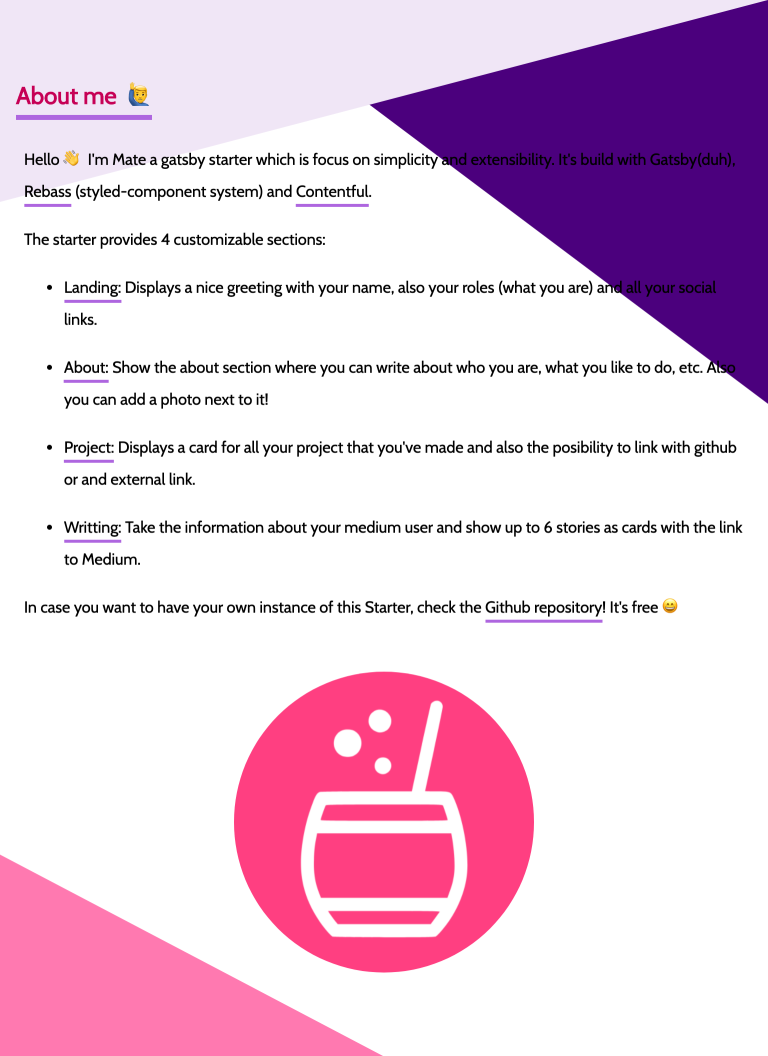 About me 🙋‍♂️
Hello 👋 I'm Mate a gatsby starter which is focus on simplicity and extensibility. It's build with Gatsby(duh),
Rebass (styled-component system) and Contentful.
The starter provides 4 customizable sections:
• Landing: Displays a nice greeting with your name, also your roles (what you are) and all your social
links.
• About: Show the about section where you can write about who you are, what you like to do, etc. Also
you can add a photo next to it!
• Project: Displays a card for all your project that you've made and also the posibility to link with github
or and external link.
• Writting: Take the information about your medium user and show up to 6 stories as cards with the link
to Medium.
In case you want to have your own instance of this Starter, check the Github repository! It's free 😀